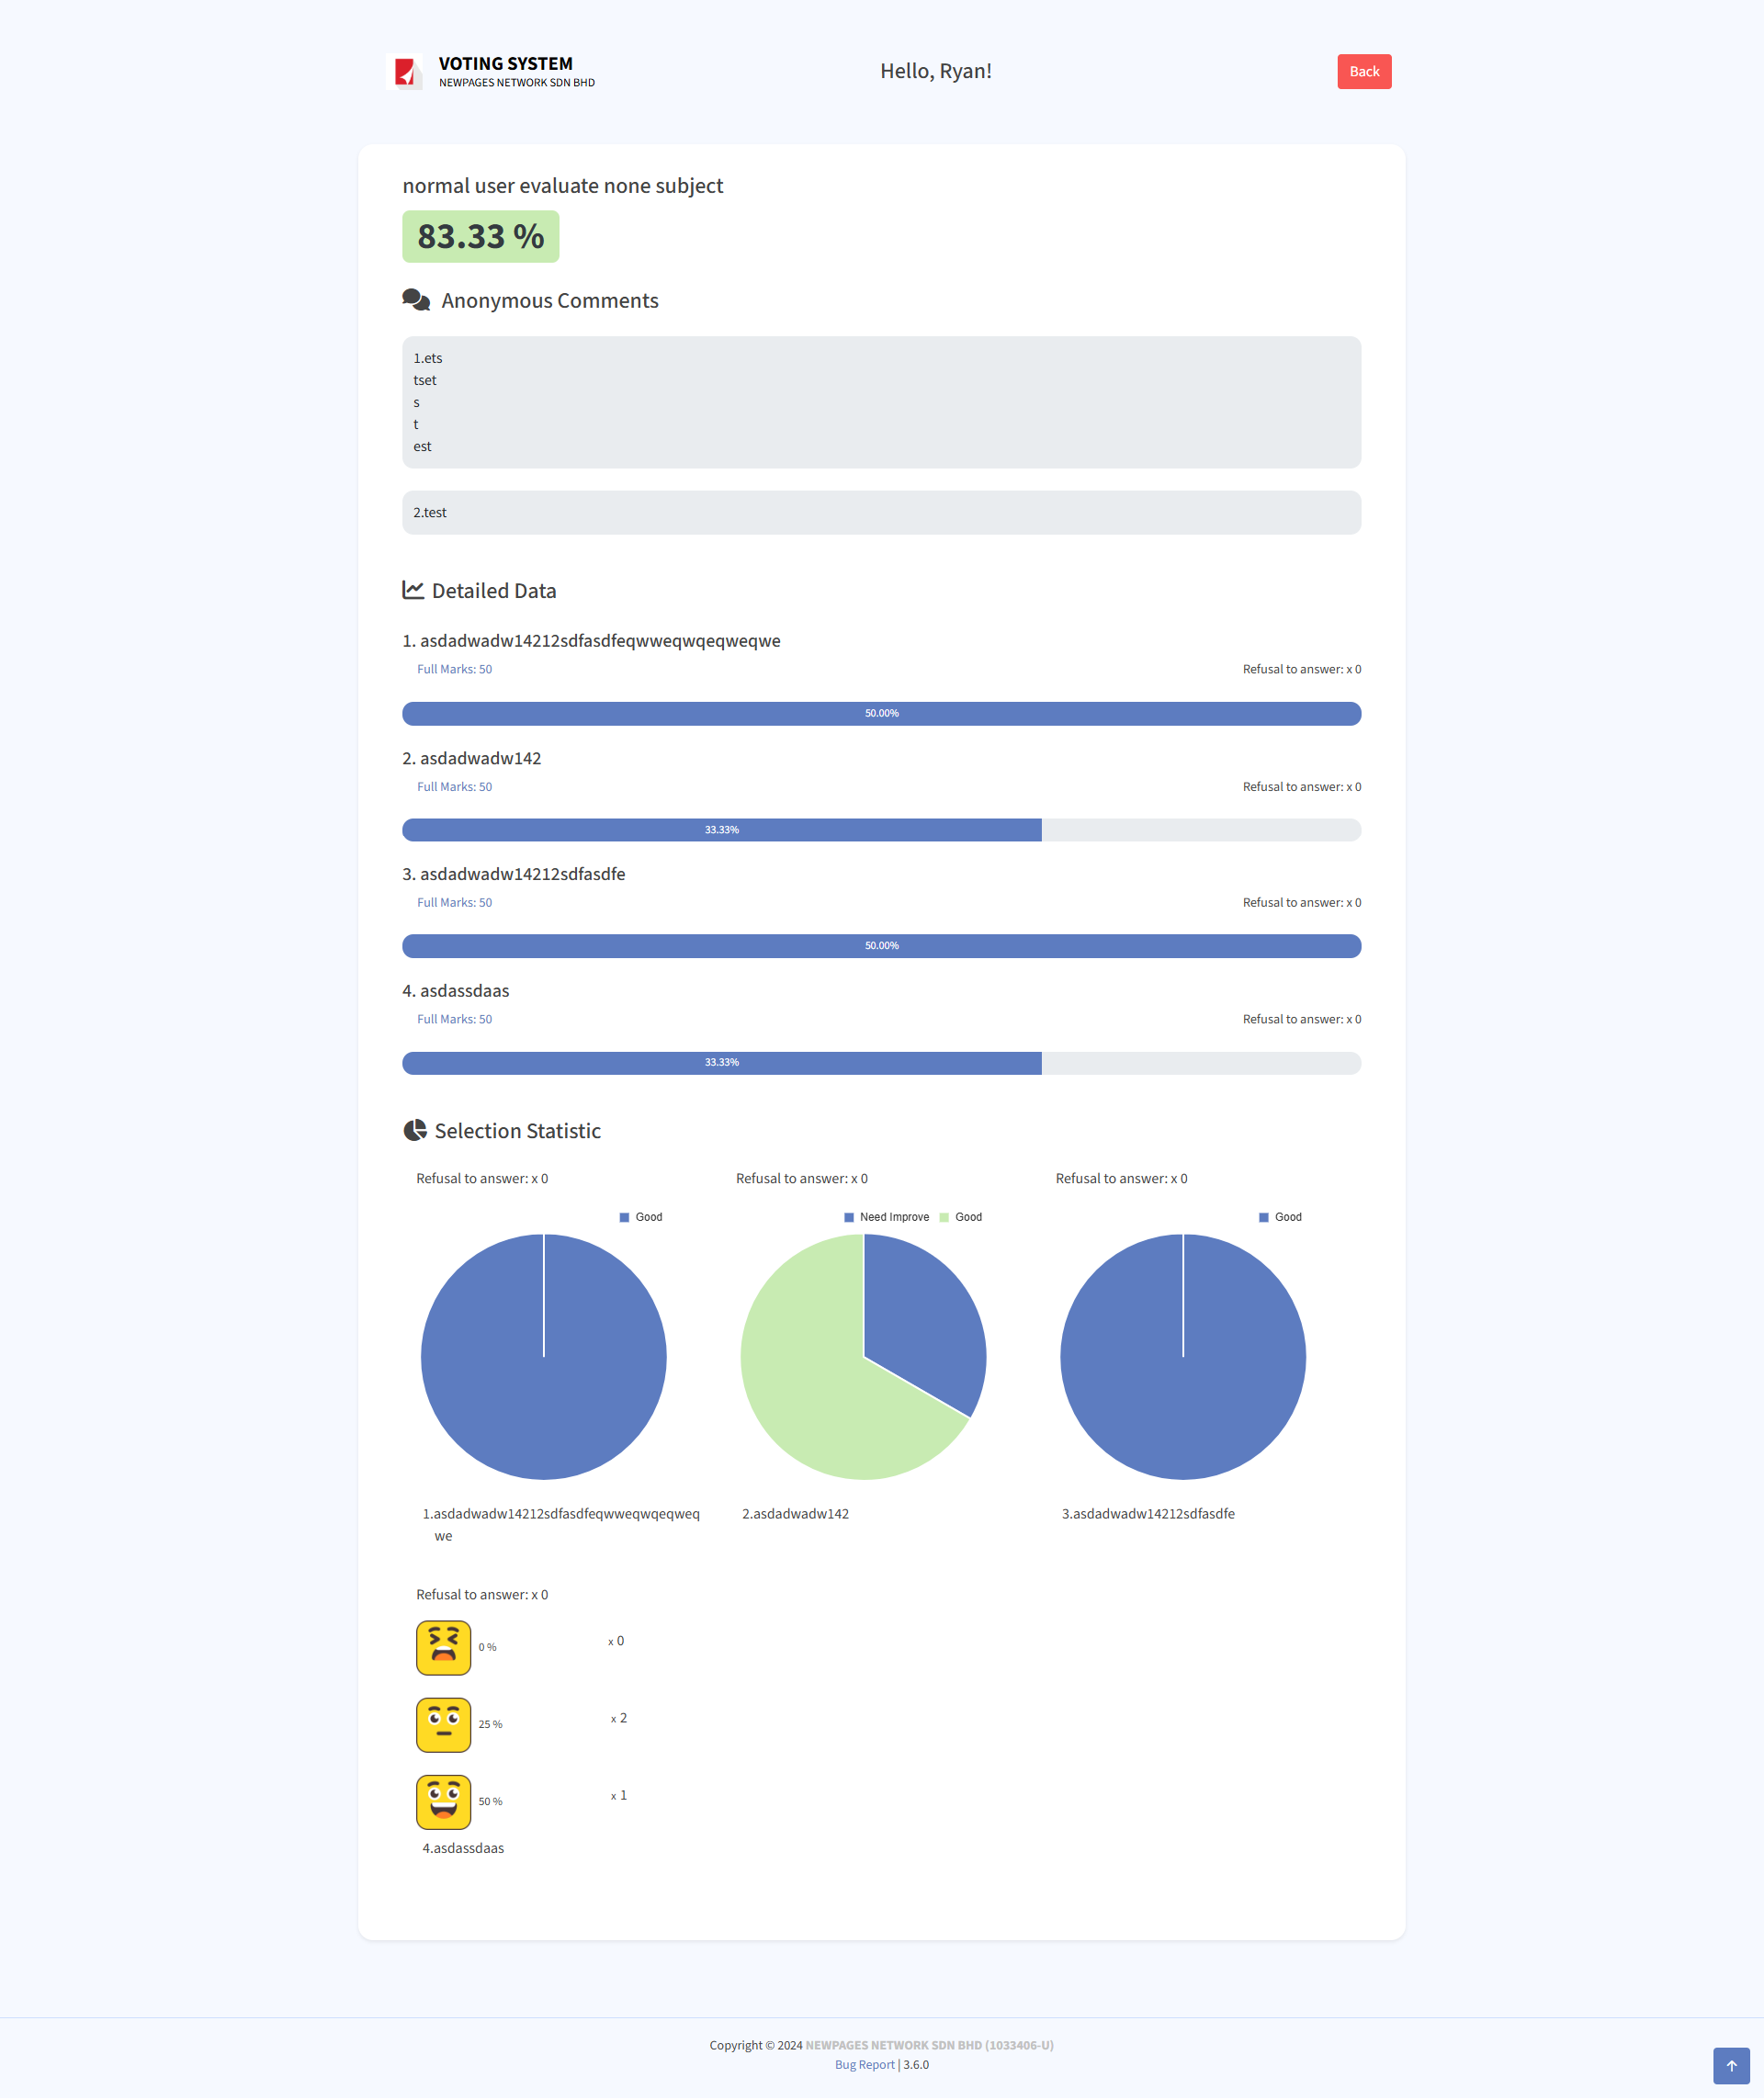 VOTING SYSTEM
NEWPAGES NETWORK SDN BHD
Hello, Ryan!
Back
normal user evaluate none subject
83.33 %
Anonymous Comments
1.ets
tset
s
t
est
2.test
Detailed Data
1. asdadwadw14212sdfasdfeqwweqwqeqweqwe
Full Marks: 50
Refusal to answer: x 0
50.00%
2. asdadwadw142
Full Marks: 50
Refusal to answer: x 0
33.33%
3. asdadwadw14212sdfasdfe
Full Marks: 50
Refusal to answer: x 0
50.00%
4. asdassdaas
Full Marks: 50
Refusal to answer: x 0
33.33%
Selection Statistic
Refusal to answer: x 0
Good
1.asdadwadw14212sdfasdfeqwweqwqeqweq
we
Refusal to answer: x 0
Need Improve
Good
2.asdadwadw142
Refusal to answer: x 0
Good
3.asdadwadw14212sdfasdfe
Refusal to answer: x 0
0 % x 0
25 % x 2
50 % x 1
4.asdassdaas
Copyright © 2024 NEWPAGES NETWORK SDN BHD (1033406-U)
Bug Report | 3.6.0